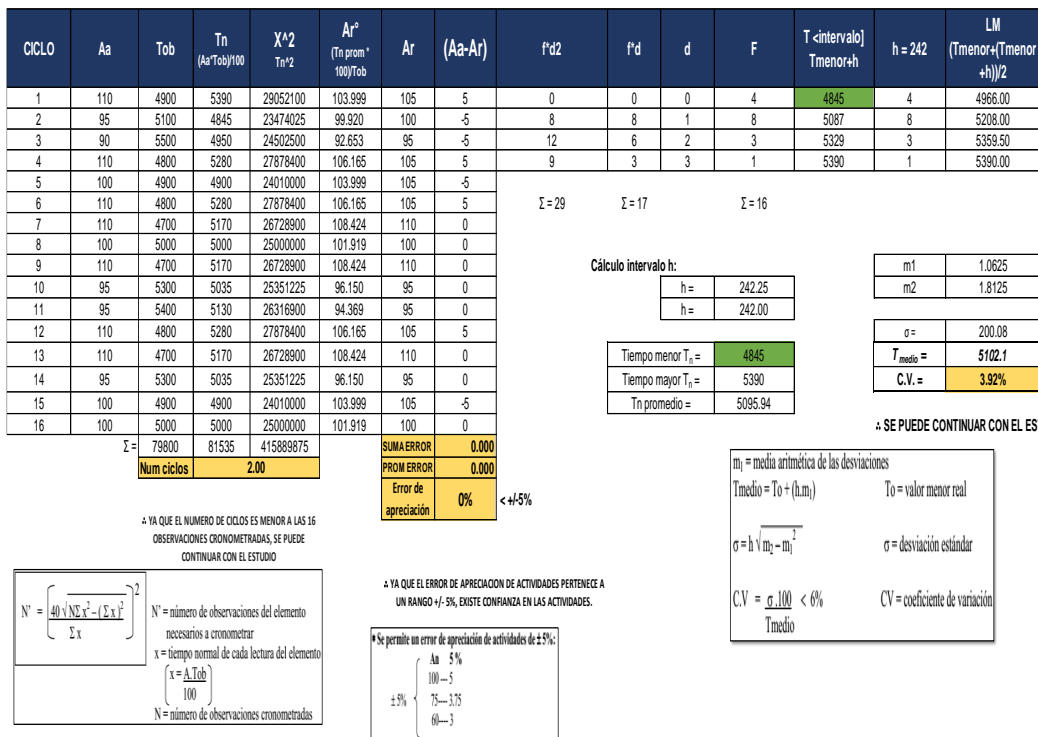 CICLO Aa Tob Tn (Aa*Tob)/100 X^2 Tn^2 Ar° (Tn prom * 100)/Tob Ar (Aa-Ar) f*d2 f*d d F T <intervalo] Tmenor+h h = 242 LM (Tmenor+(Tmenor +h))/2
1 110 4900 5390 29052100 103.999 105 5 0 0 0 4 4845 4 4966.00
2 95 5100 4845 23474025 99.920 100 -5 8 8 1 8 5087 8 5208.00
3 90 5500 4950 24502500 92.653 95 -5 12 6 2 3 5329 3 5359.50
4 110 4800 5280 27878400 106.165 105 5 9 3 3 1 5390 1 5390.00
5 100 4900 4900 24010000 103.999 105 -5
6 110 4800 5280 27878400 106.165 105 5 Σ = 29 Σ = 17 Σ = 16
7 110 4700 5170 26728900 108.424 110 0
8 100 5000 5000 25000000 101.919 100 0
9 110 4700 5170 26728900 108.424 110 0 Cálculo intervalo h: m1 1.0625
10 95 5300 5035 25351225 96.150 95 0 h = 242.25 m2 1.8125
11 95 5400 5130 26316900 94.369 95 0 h = 242.00
12 110 4800 5280 27878400 106.165 105 5 σ = 200.08
13 110 4700 5170 26728900 108.424 110 0 Tiempo menor Tn = 4845 T medio = 5102.1
14 95 5300 5035 25351225 96.150 95 0 Tiempo mayor Tn = 5390 C.V. = 3.92%
15 100 4900 4900 24010000 103.999 105 -5 Tn promedio = 5095.94
16 100 5000 5000 25000000 101.919 100 0 ∴ SE PUEDE CONTINUAR CON EL ES
Σ = 79800 81535 415889875 SUMA ERROR 0.000
Num ciclos 2.00 PROM ERROR 0.000
Error de apreciación 0% < +/-5%
∴ YA QUE EL NUMERO DE CICLOS ES MENOR A LAS 16
OBSERVACIONES CRONOMETRADAS, SE PUEDE
CONTINUAR CON EL ESTUDIO
m1 = media aritmética de las desviaciones
Tmedio = To + (h.m1) To = valor menor real
σ = h √ m2 – m1² σ = desviación estándar
C.V = σ .100 < 6% CV = coeficiente de variación
Tmedio
N' = ( 40 √ NΣ x² – ( Σ x )² )²
Σ x
N' = número de observaciones del elemento
necesarios a cronometrar
x = tiempo normal de cada lectura del elemento
( x = A.Tob )
100
N = número de observaciones cronometradas
∴ YA QUE EL ERROR DE APRECIACION DE ACTIVIDADES PERTENECE A
UN RANGO +/- 5%, EXISTE CONFIANZA EN LAS ACTIVIDADES.
* Se permite un error de apreciación de actividades de ± 5% :
An 5 %
100 --- 5
± 5% 75---- 3.75
60---- 3